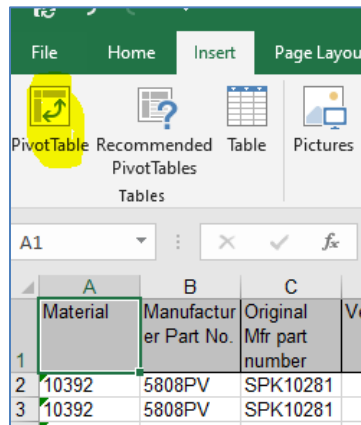 File Home Insert Page Layou
PivotTable Recommended Table Pictures
PivotTables
Tables
A1 fx
A B C
Material Manufactur Original
er Part No. Mfr part
1 number
2 10392 5808PV SPK10281
3 10392 5808PV SPK10281